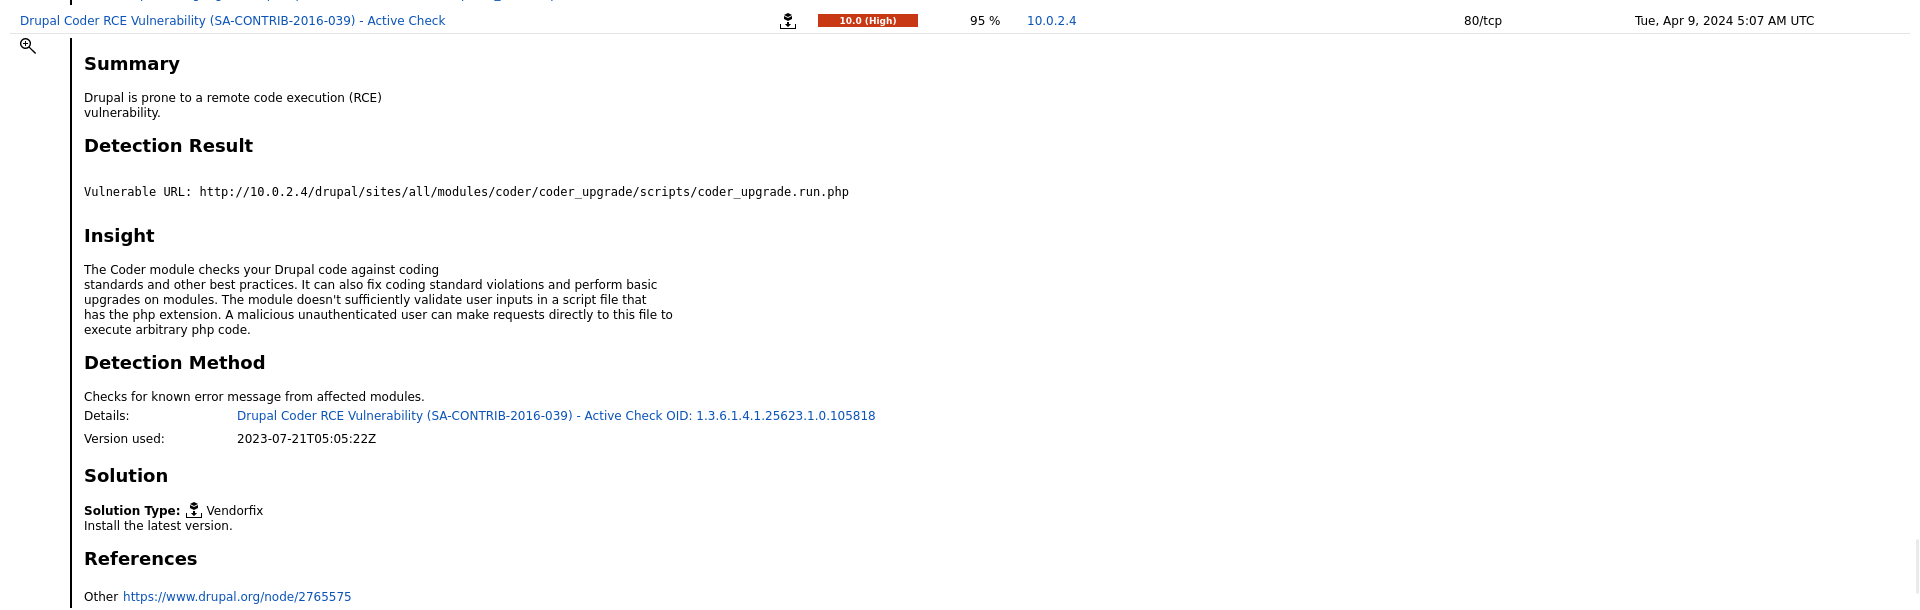 Drupal Coder RCE Vulnerability (SA-CONTRIB-2016-039) - Active Check 10.0 (High) 95 % 10.0.2.4 80/tcp Tue, Apr 9, 2024 5:07 AM UTC
Summary
Drupal is prone to a remote code execution (RCE)
vulnerability.
Detection Result
Vulnerable URL: http://10.0.2.4/drupal/sites/all/modules/coder/coder_upgrade/scripts/coder_upgrade.run.php
Insight
The Coder module checks your Drupal code against coding
standards and other best practices. It can also fix coding standard violations and perform basic
upgrades on modules. The module doesn't sufficiently validate user inputs in a script file that
has the php extension. A malicious unauthenticated user can make requests directly to this file to
execute arbitrary php code.
Detection Method
Checks for known error message from affected modules.
Details: Drupal Coder RCE Vulnerability (SA-CONTRIB-2016-039) - Active Check OID: 1.3.6.1.4.1.25623.1.0.105818
Version used: 2023-07-21T05:05:22Z
Solution
Solution Type: Vendorfix
Install the latest version.
References
Other https://www.drupal.org/node/2765575